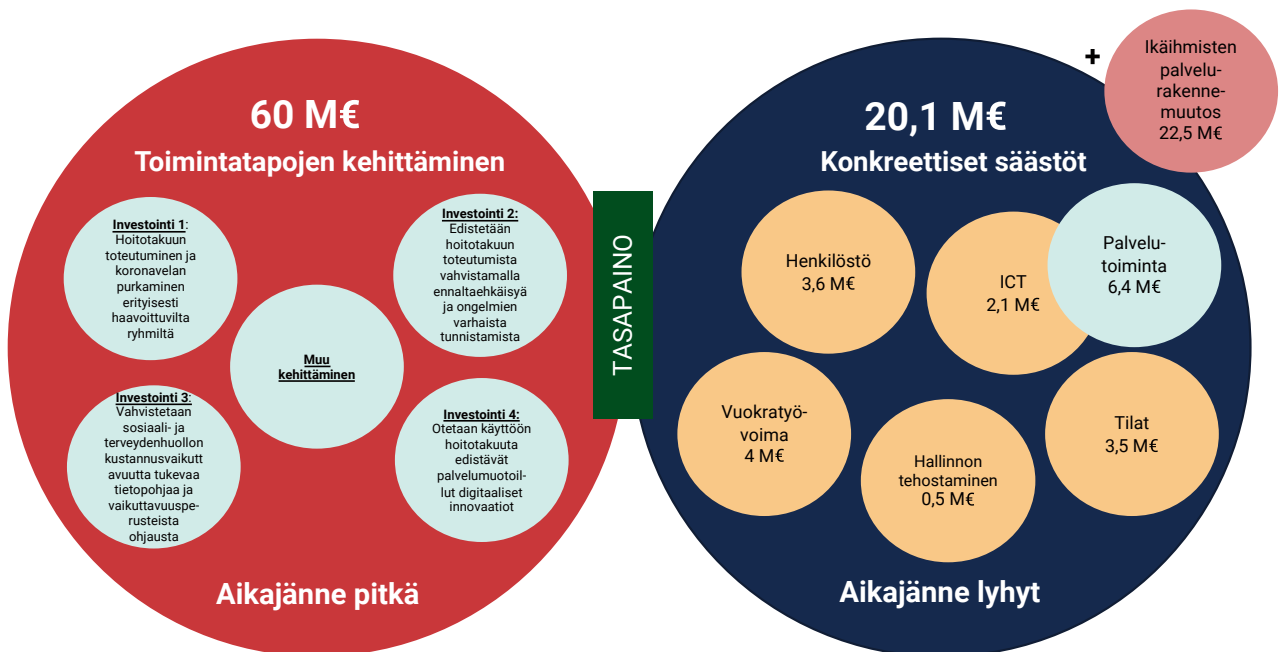 60 M€
Toimintatapojen kehittäminen
Investointi 1:
Hoitotakuun
toteutuminen ja
koronavelan
purkaminen
erityisesti
haavoittuvilta
ryhmiltä
Investointi 2:
Edistetään
hoitotakuun
toteutumista
vahvistamalla
ennaltaehkäisyä
ja ongelmien
varhaista
tunnistamista
Muu
kehittäminen
Investointi 3:
Vahvistetaan
sosiaali- ja
terveydenhuollon
kustannusvaikutt
avuutta tukevaa
tietopohjaa ja
vaikuttavuuspe-
rusteista
ohjausta
Investointi 4:
Otetaan käyttöön
hoitotakuuta
edistävät
palvelumuotoil-
lut digitaaliset
innovaatiot
Aikajänne pitkä
TASAPAINO
20,1 M€
Konkreettiset säästöt
+
Ikäihmisten
palvelu-
rakenne-
muutos
22,5 M€
Henkilöstö
3,6 M€
ICT
2,1 M€
Palvelu-
toiminta
6,4 M€
Vuokratyö-
voima
4 M€
Hallinnon
tehostaminen
0,5 M€
Tilat
3,5 M€
Aikajänne lyhyt